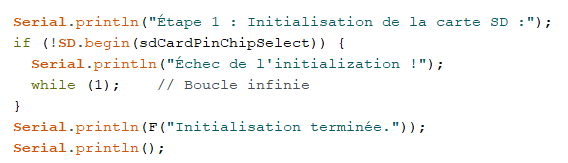 Serial.println("Étape 1 : Initialisation de la carte SD :");
if (!SD.begin(sdCardPinChipSelect)) {
  Serial.println("Échec de l'initialization !");
  while (1);    // Boucle infinie
}
Serial.println(F("Initialisation terminée."));
Serial.println();